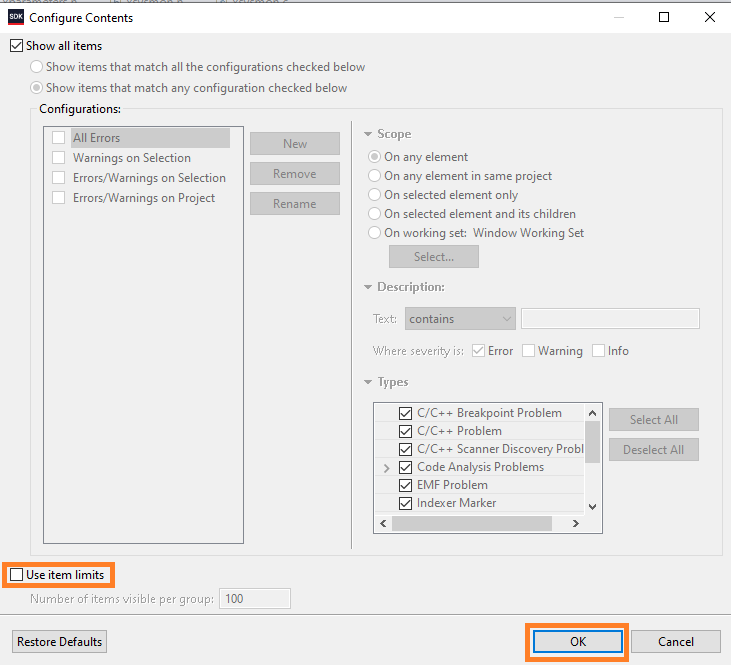 SDK Configure Contents
Show all items
Show items that match all the configurations checked below
Show items that match any configuration checked below
Configurations:
All Errors
Warnings on Selection
Errors/Warnings on Selection
Errors/Warnings on Project
New
Remove
Rename
Scope
On any element
On any element in same project
On selected element only
On selected element and its children
On working set: Window Working Set
Select...
Description:
Text: contains
Where severity is: Error Warning Info
Types
C/C++ Breakpoint Problem
C/C++ Problem
C/C++ Scanner Discovery Probl
Code Analysis Problems
EMF Problem
Indexer Marker
Select All
Deselect All
Use item limits
Number of items visible per group: 100
Restore Defaults
OK
Cancel